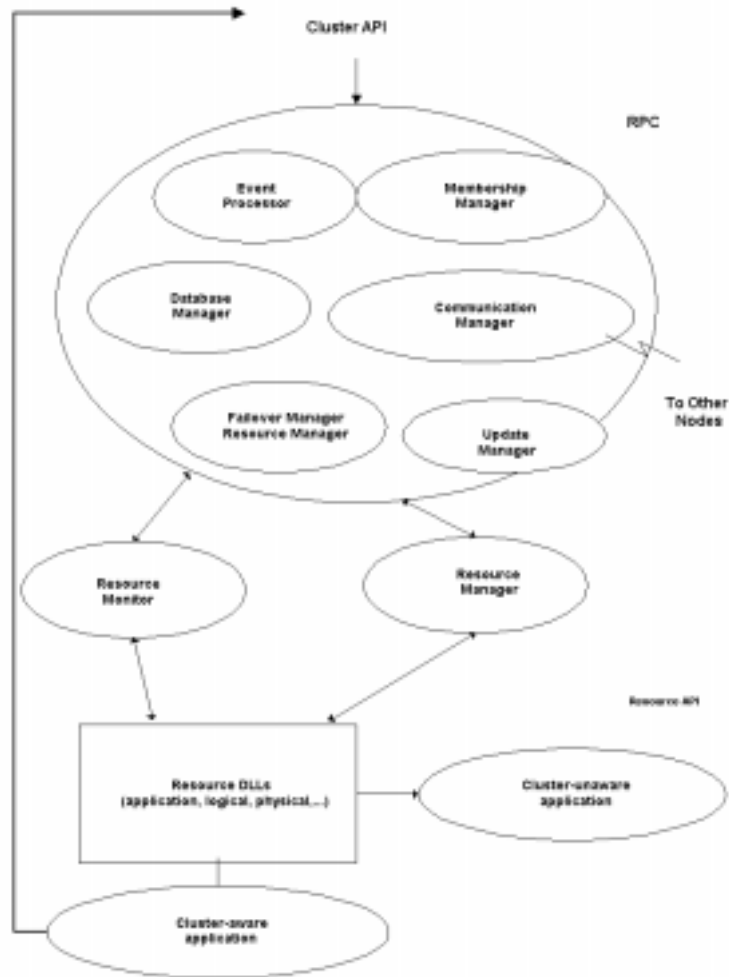 Cluster API
RPC
Event
Processor
Membership
Manager
Database
Manager
Communication
Manager
To Other
Nodes
Failover Manager
Resource Manager
Update
Manager
Resource
Monitor
Resource
Manager
Resource API
Resource DLLs
(application, logical, physical,...)
Cluster-unaware
application
Cluster-aware
application